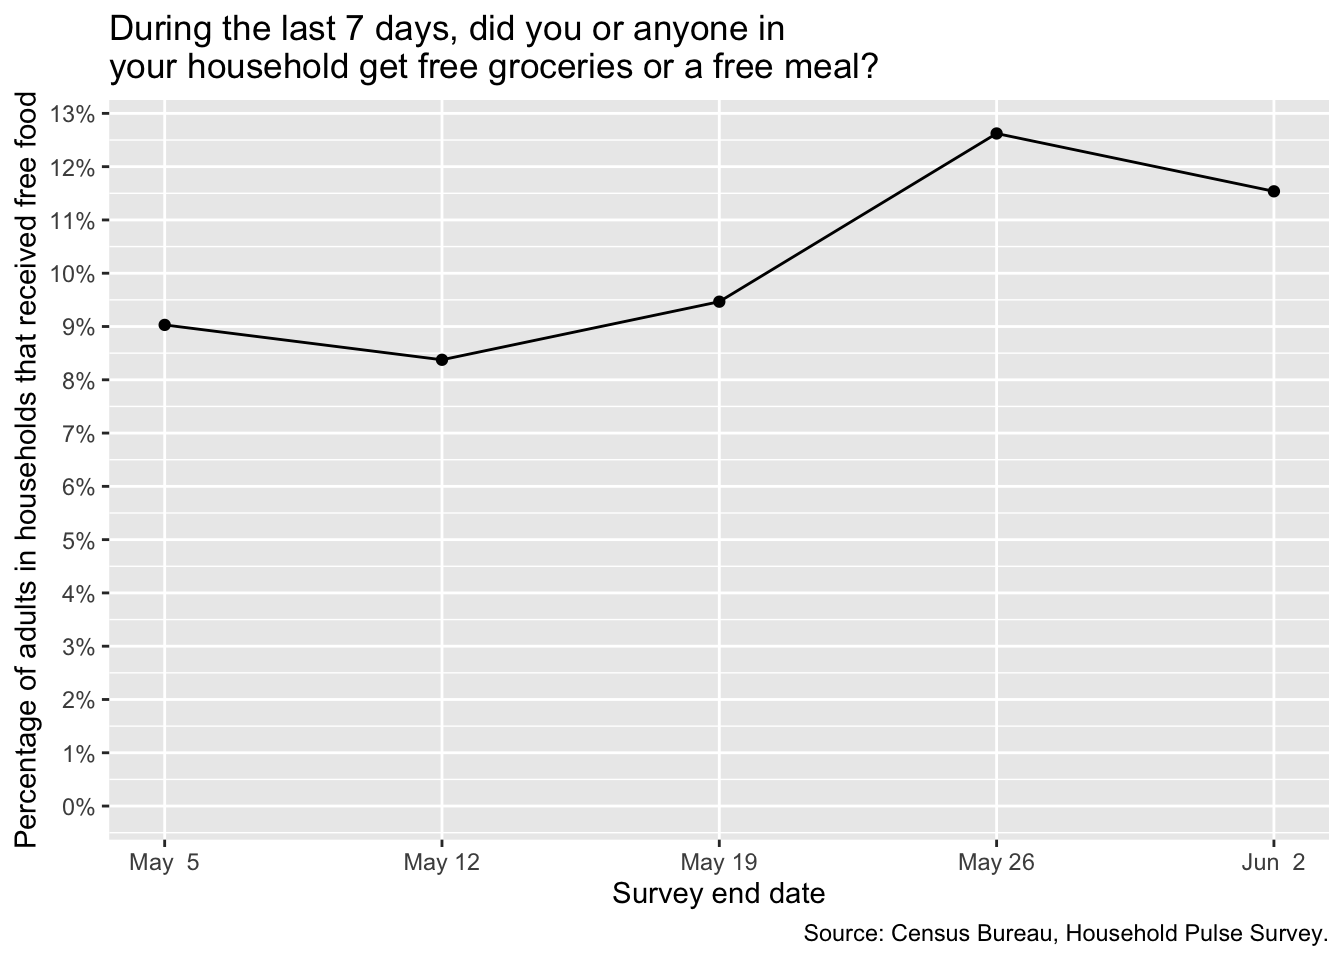 During the last 7 days, did you or anyone in
your household get free groceries or a free meal?
Percentage of adults in households that received free food
13%
12%
11%
10%
9%
8%
7%
6%
5%
4%
3%
2%
1%
0%
May  5
May 12
May 19
May 26
Jun  2
Survey end date
Source: Census Bureau, Household Pulse Survey.